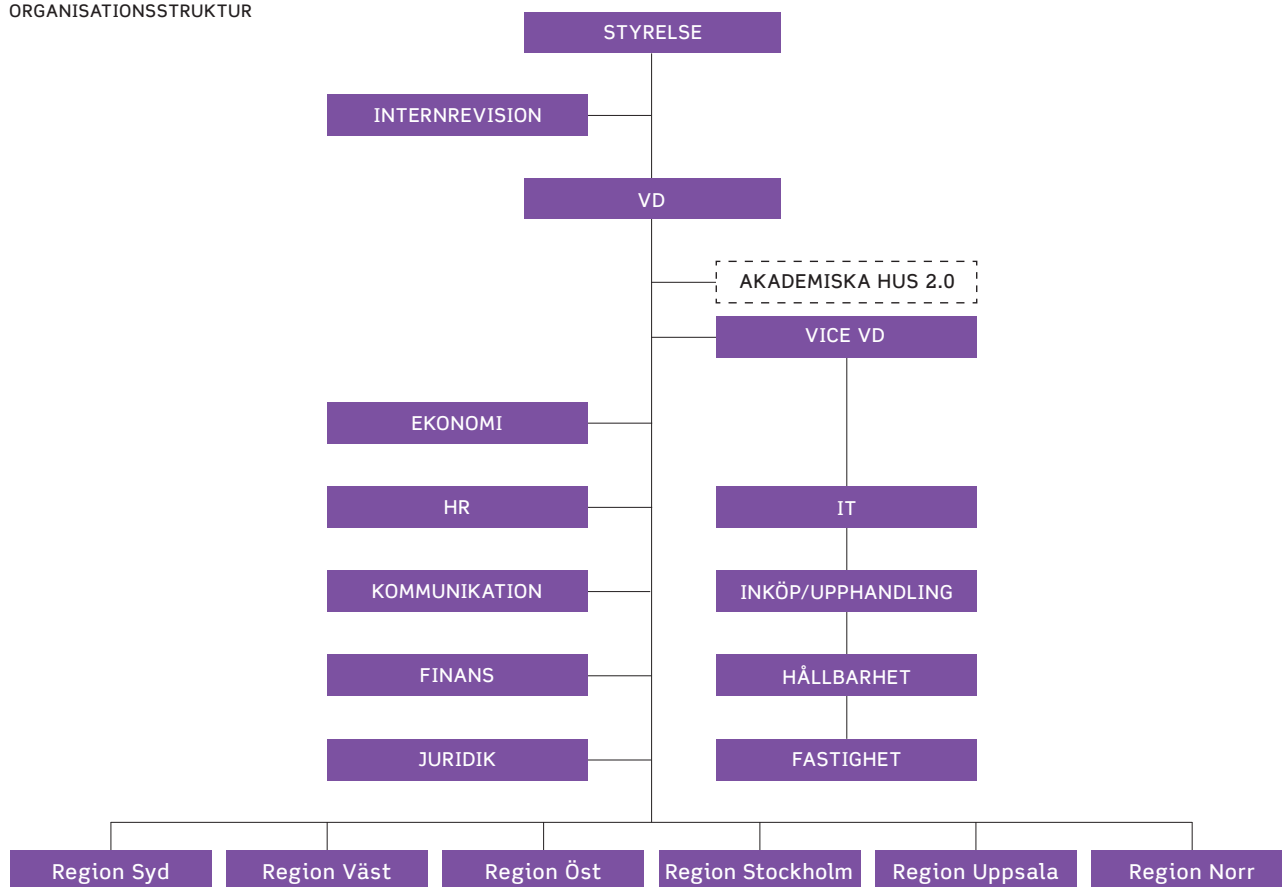 ORGANISATIONSSTRUKTUR
STYRELSE
INTERNREVISION
VD
AKADEMISKA HUS 2.0
VICE VD
EKONOMI
HR
IT
KOMMUNIKATION
INKÖP/UPPHANDLING
FINANS
HÅLLBARHET
JURIDIK
FASTIGHET
Region Syd
Region Väst
Region Öst
Region Stockholm
Region Uppsala
Region Norr